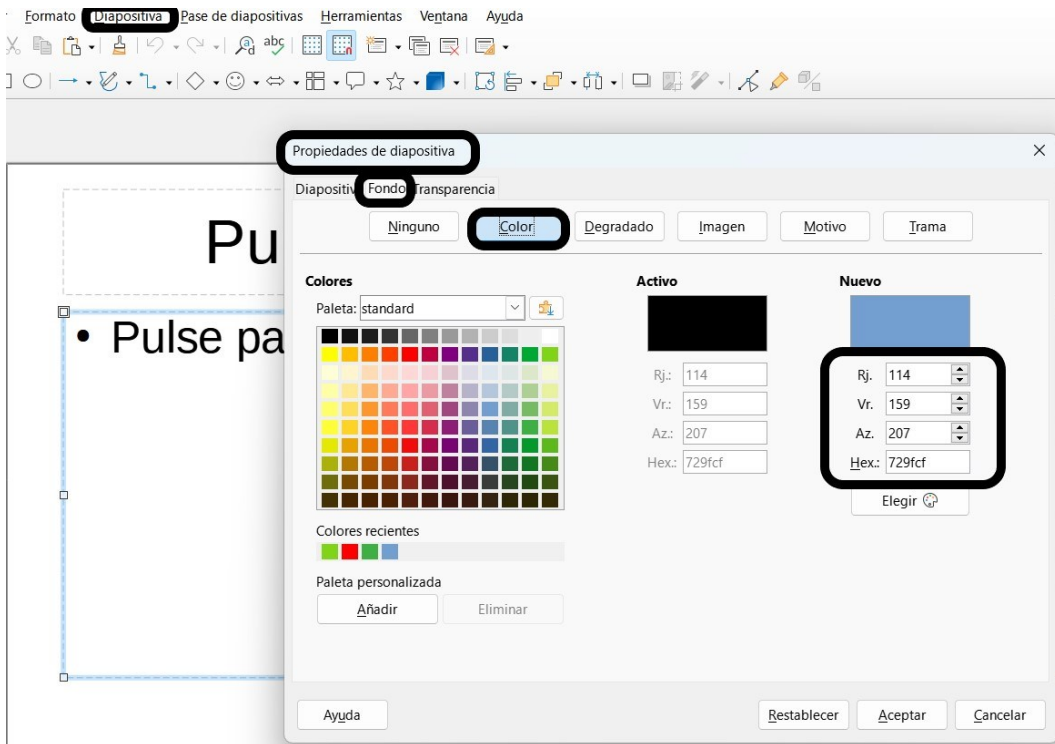 Formato Diapositiva Pase de diapositivas Herramientas Ventana Ayuda
Propiedades de diapositiva
Fondo Transparencia
Ninguno Color Degradado Imagen Motivo Trama
Colores Activo Nuevo
Paleta: standard
Rj.: 114 Rj. 114
Vr.: 159 Vr. 159
Az.: 207 Az. 207
Hex.: 729fcf Hex.: 729fcf
Elegir
Pu
• Pulse pa
Colores recientes
Paleta personalizada
Añadir Eliminar
Ayuda Restablecer Aceptar Cancelar